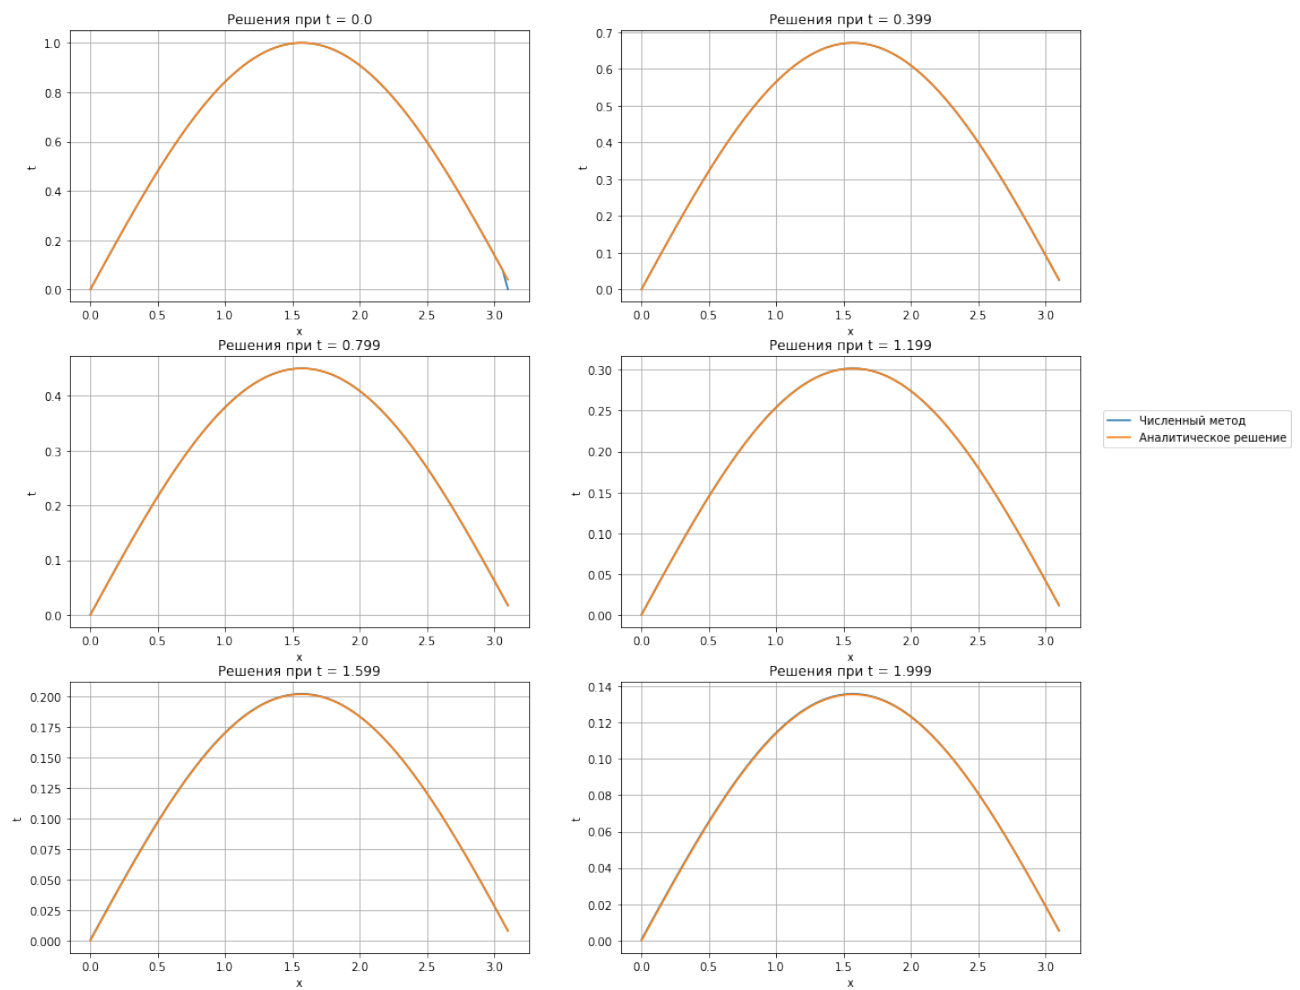 Решения при t = 0.0
1.0
0.8
0.6
0.4
0.2
0.0
t
0.0 0.5 1.0 1.5 2.0 2.5 3.0
x
Решения при t = 0.399
0.7
0.6
0.5
0.4
0.3
0.2
0.1
0.0
t
0.0 0.5 1.0 1.5 2.0 2.5 3.0
x
Решения при t = 0.799
0.4
0.3
0.2
0.1
0.0
t
0.0 0.5 1.0 1.5 2.0 2.5 3.0
x
Решения при t = 1.199
0.30
0.25
0.20
0.15
0.10
0.05
0.00
t
0.0 0.5 1.0 1.5 2.0 2.5 3.0
x
Численный метод
Аналитическое решение
Решения при t = 1.599
0.200
0.175
0.150
0.125
0.100
0.075
0.050
0.025
0.000
t
0.0 0.5 1.0 1.5 2.0 2.5 3.0
x
Решения при t = 1.999
0.14
0.12
0.10
0.08
0.06
0.04
0.02
0.00
t
0.0 0.5 1.0 1.5 2.0 2.5 3.0
x